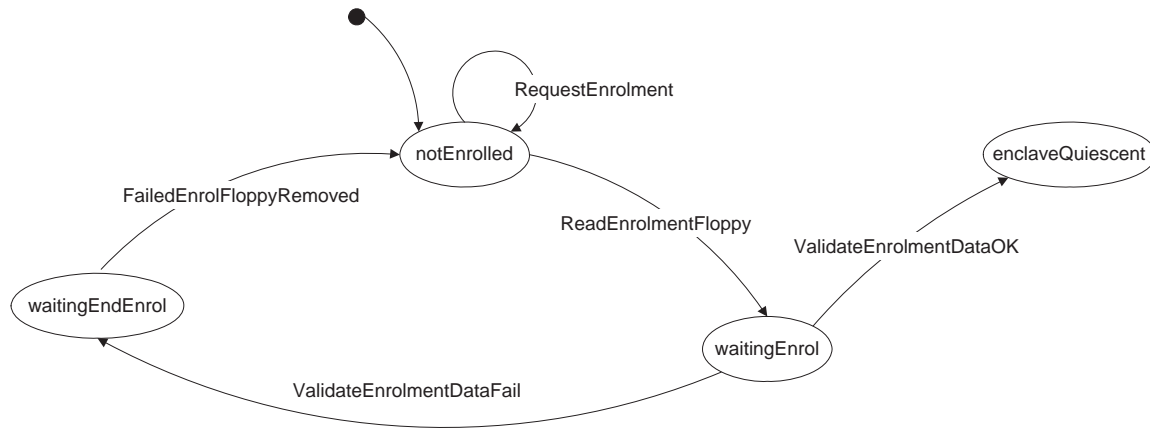 RequestEnrolment
notEnrolled
enclaveQuiescent
FailedEnrolFloppyRemoved
ReadEnrolmentFloppy
ValidateEnrolmentDataOK
waitingEndEnrol
waitingEnrol
ValidateEnrolmentDataFail